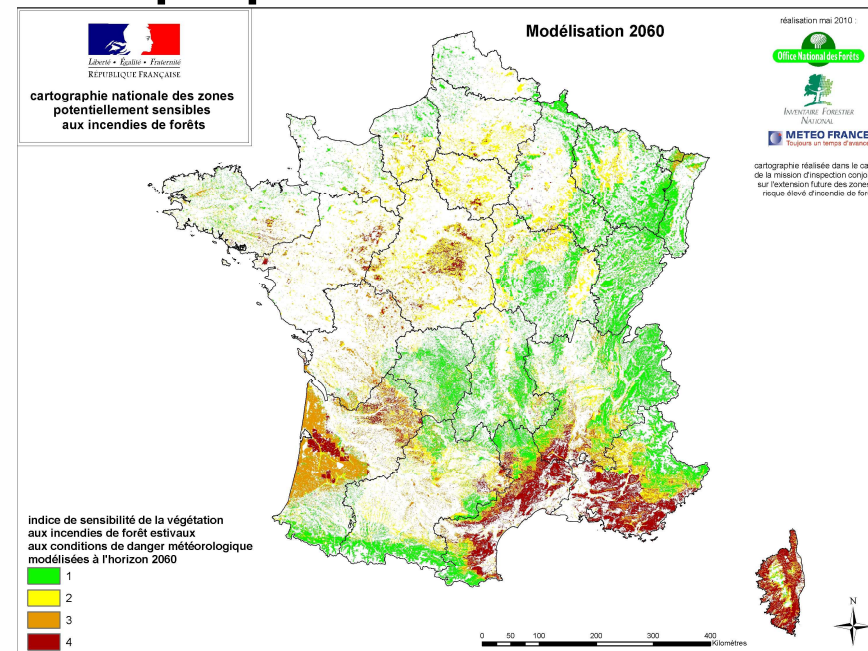 Liberté • Égalité • Fraternité
RÉPUBLIQUE FRANÇAISE
cartographie nationale des zones
potentiellement sensibles
aux incendies de forêts
Modélisation 2060
réalisation mai 2010 :
Office National des Forêts
INVENTAIRE FORESTIER
NATIONAL
METEO FRANCE
Toujours un temps d'avance
cartographie réalisée dans le ca
de la mission d'inspection conjo
sur l'extension future des zones
risque élevé d'incendie de for
indice de sensibilité de la végétation
aux incendies de forêt estivaux
aux conditions de danger météorologique
modélisées à l'horizon 2060
1
2
3
4
0 50 100 200 300 400
Kilomètres
N